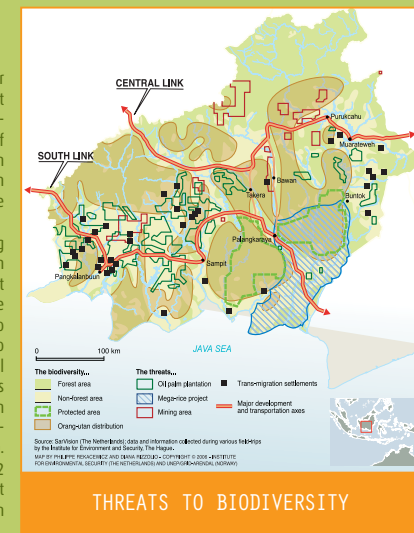 CENTRAL LINK
Purukcahu
Muarateweh
SOUTH LINK
Bawan
Takera
Buntok
Palangkaraya
Sampit
Pangkalanbuun
0 100 km
JAVA SEA
The biodiversity...
Forest area
Non-forest area
Protected area
Orang-utan distribution
The threats...
Oil palm plantation
Mega-rice project
Mining area
Trans-migration settlements
Major development
and transportation axes
Source: SarVision (The Netherlands); data and information collected during various field-trips
by the Institute for Environment and Security, The Hague.
MAP BY PHILIPPE REKACEWICZ AND DIANA RIZZOLIO - COPYRIGHT © 2005 - INSTITUTE
FOR ENVIRONMENTAL SECURITY (THE NETHERLANDS) AND UNEP/GRID-ARENDAL (NORWAY)
THREATS TO BIODIVERSITY